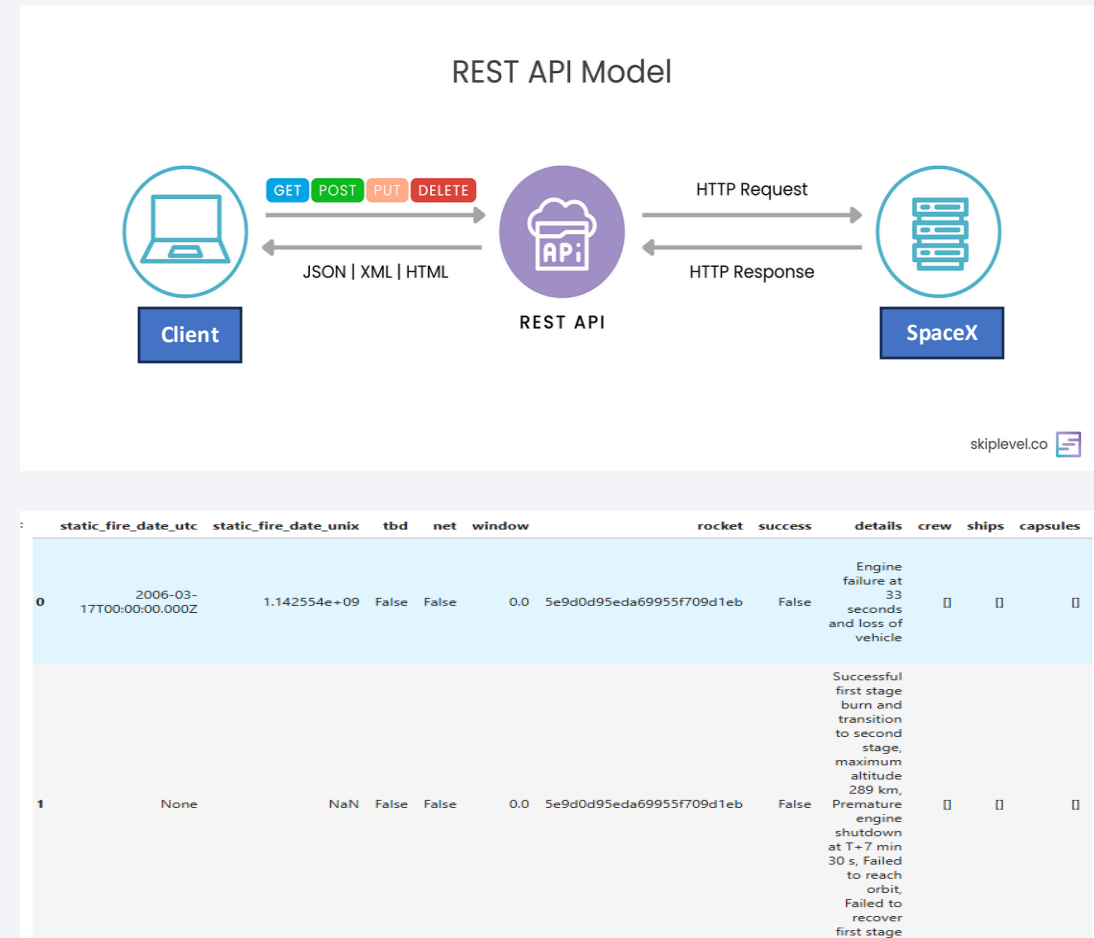 REST API Model
GET POST PUT DELETE
HTTP Request
APi
JSON | XML | HTML
HTTP Response
REST API
Client
SpaceX
skiplevel.co
: static_fire_date_utc static_fire_date_unix tbd net window rocket success details crew ships capsules
Engine
failure at
0 2006-03-
17T00:00:00.000Z 1.142554e+09 False False 0.0 5e9d0d95eda69955f709d1eb False 33 [] [] []
seconds
and loss of
vehicle
Successful
first stage
burn and
transition
to second
stage,
maximum
altitude
289 km,
1 None NaN False False 0.0 5e9d0d95eda69955f709d1eb False Premature [] [] []
engine
shutdown
at T+7 min
30 s, Failed
to reach
orbit,
Failed to
recover
first stage